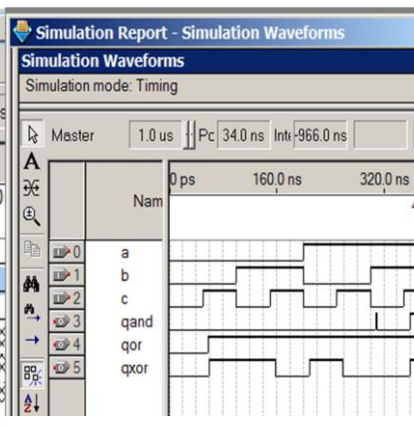 Simulation Report - Simulation Waveforms
Simulation Waveforms
Simulation mode: Timing
Master 1.0 us Pc 34.0 ns Inte -966.0 ns
A
0 ps 160.0 ns 320.0 ns
Nam
0 a
1 b
2 c
3 qand
4 qor
5 qxor